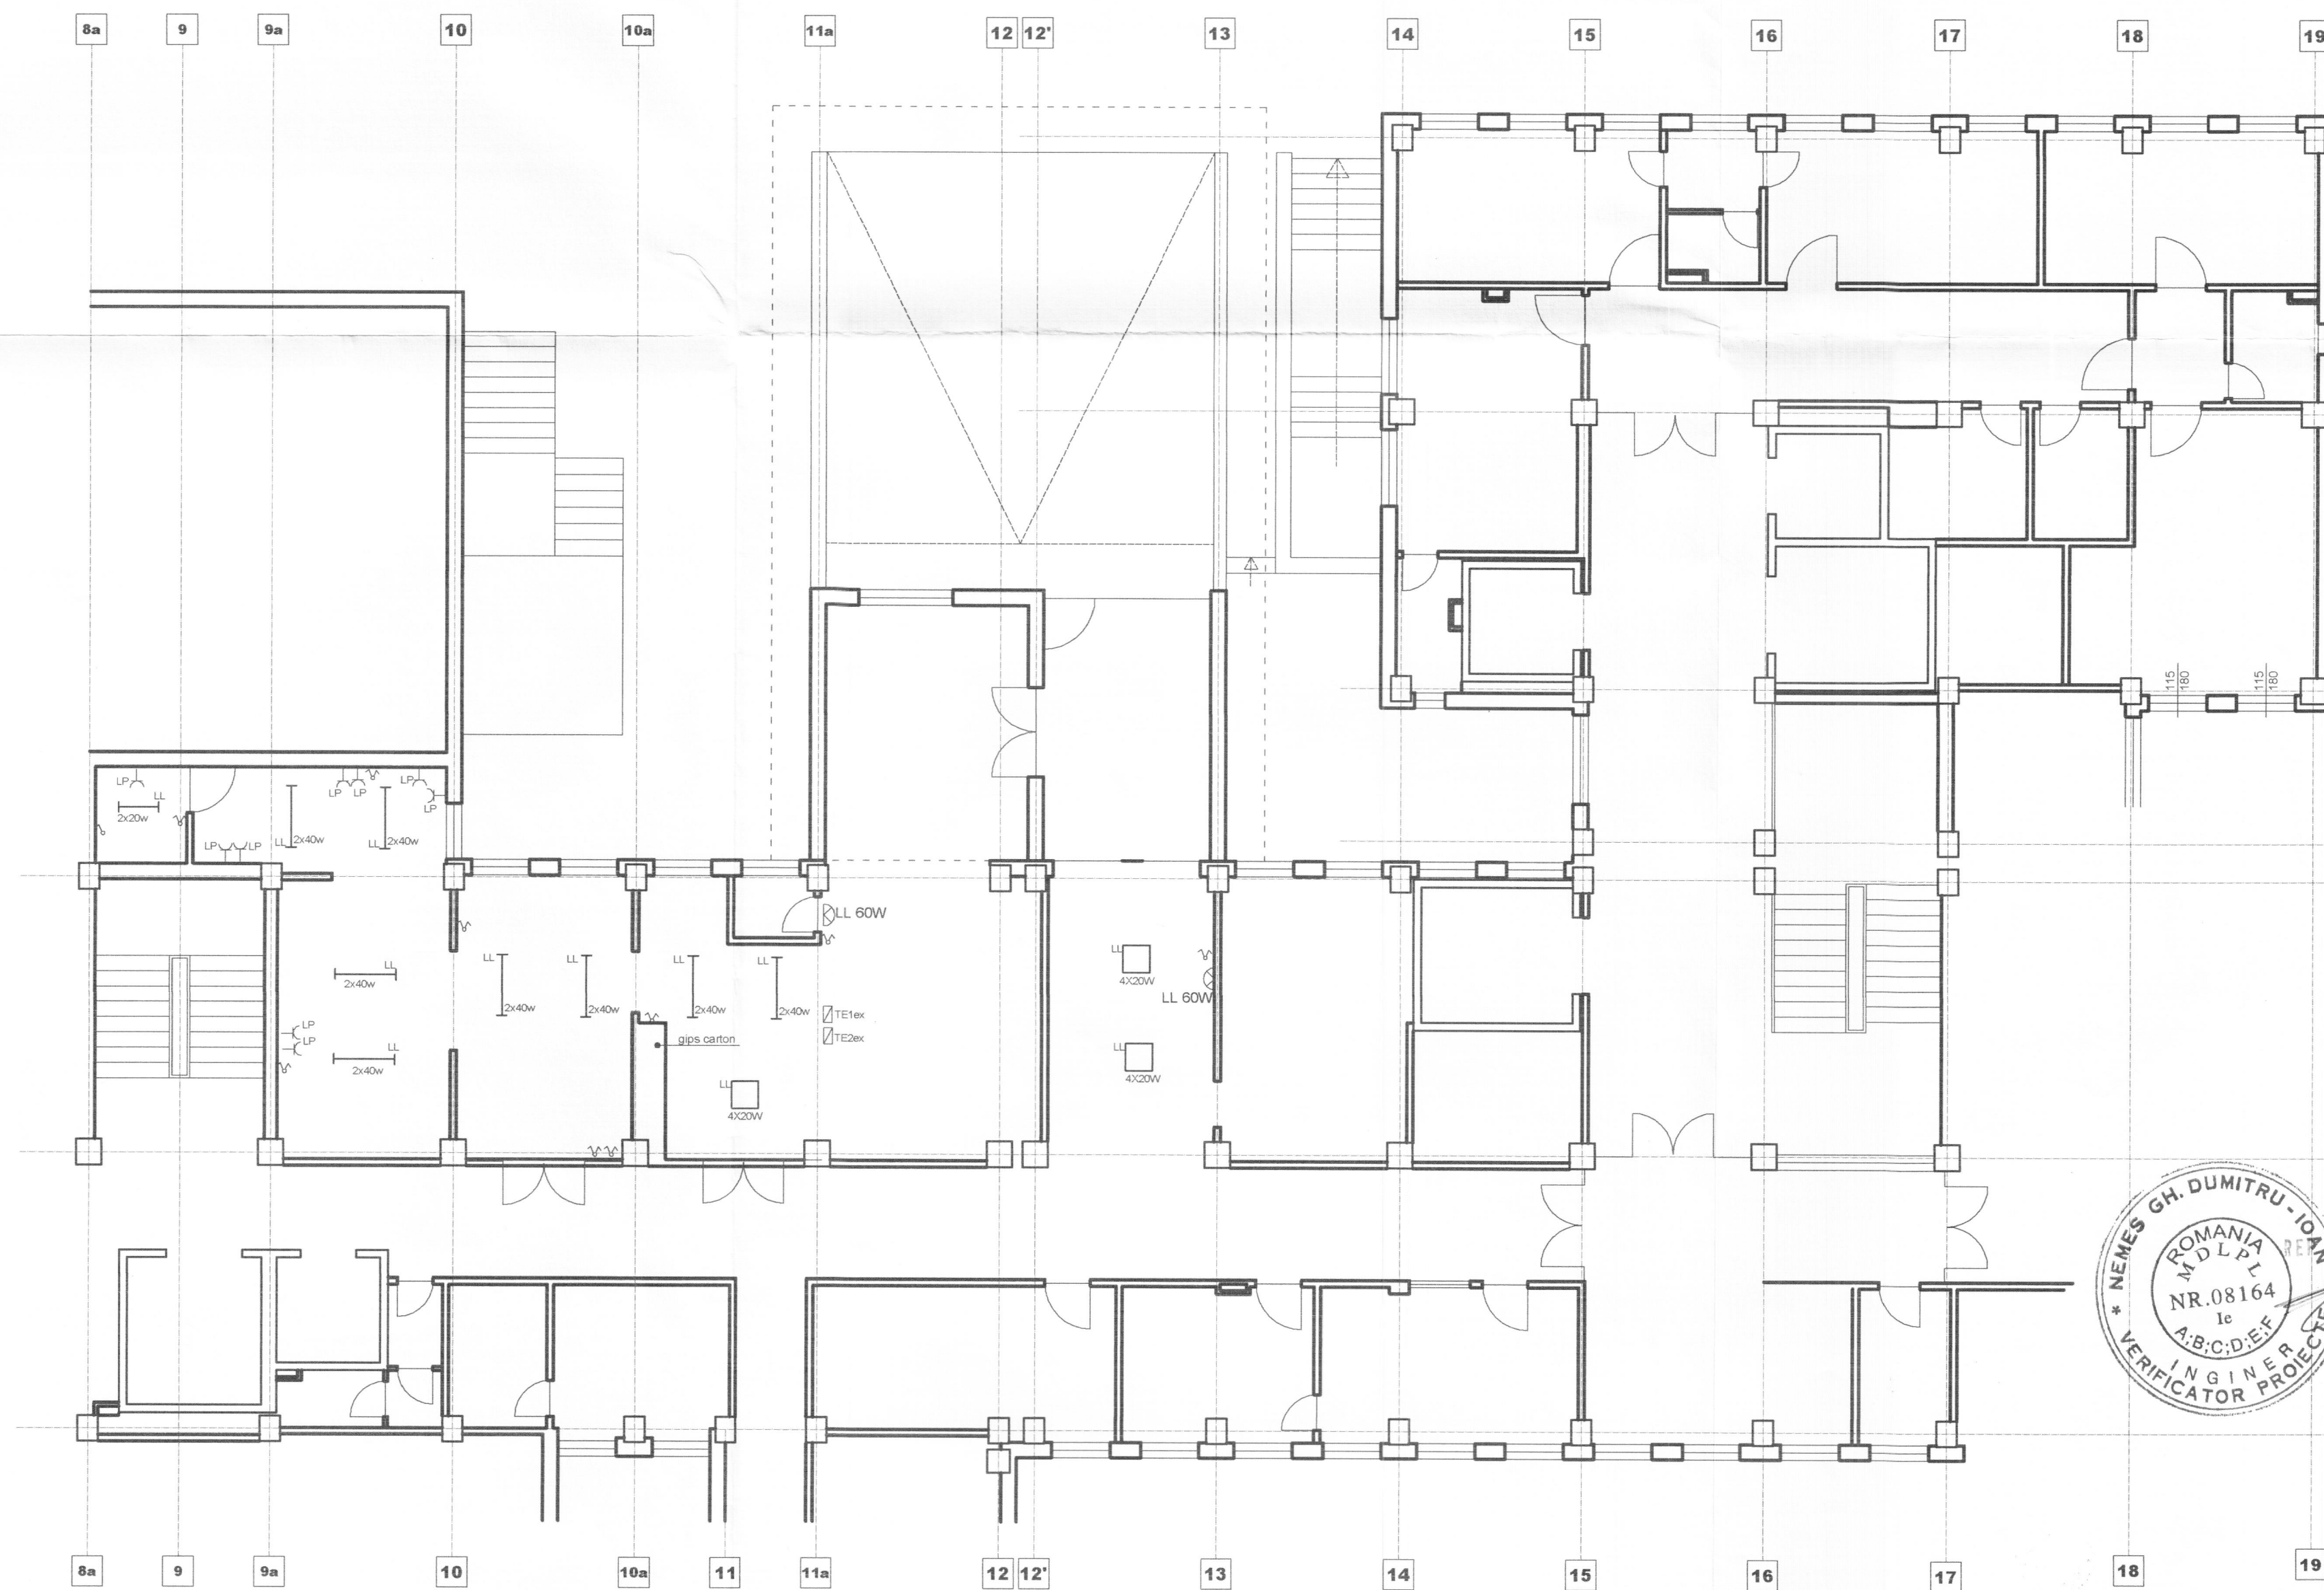 8a 9 9a 10 10a 11a 12 12' 13 14 15 16 17 18 19
115
180
115
180
LP
LL
2x20w
LP LP
LP
LP
LL 2x40w
LL 2x40w
LP LP
LL 60W
LL
2x40w
LL
2x40w
LL
2x40w
LL
2x40w
LL
2x40w
LL
4X20W
LL 60W
LP
LP
TE1ex
TE2ex
gips carton
LL
2x40w
LL
4X20W
LL
4X20W
* NEMES GH. DUMITRU - IOAN
VERIFICATOR PROIECTE
ROMANIA
MDLPL
NR.08164
Ie
A;B;C;D;E;F
INGINER
8a 9 9a 10 10a 11 11a 12 12' 13 14 15 16 17 18 19